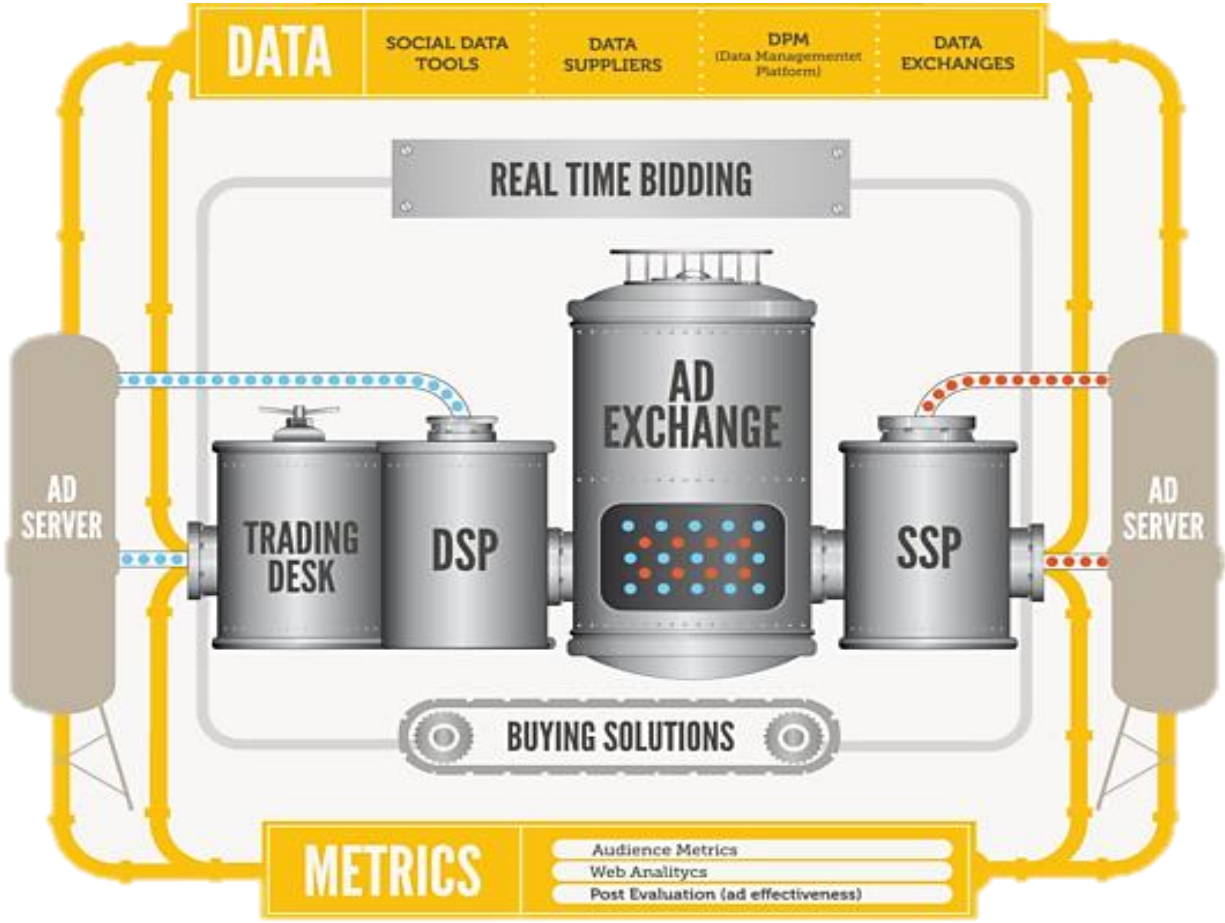 DATA
SOCIAL DATA
TOOLS
DATA
SUPPLIERS
DPM
(Data Managementet
Platform)
DATA
EXCHANGES
REAL TIME BIDDING
AD
EXCHANGE
AD
SERVER
TRADING
DESK
DSP
SSP
AD
SERVER
BUYING SOLUTIONS
METRICS
Audience Metrics
Web Analitycs
Post Evaluation (ad effectiveness)